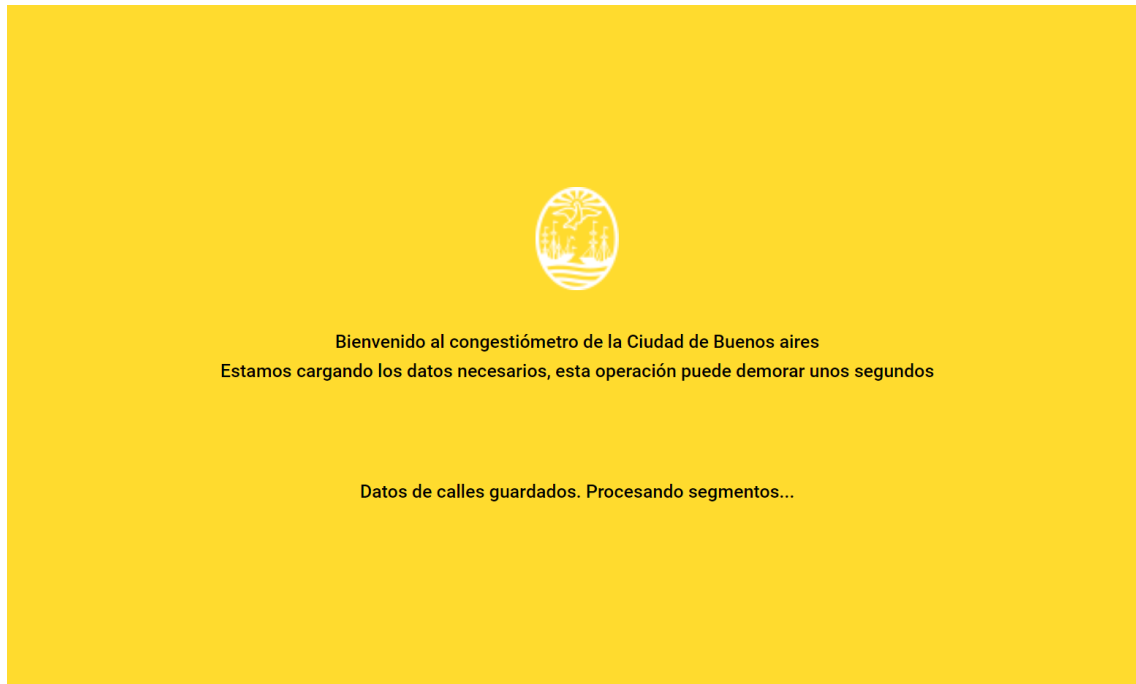 Bienvenido al congestiómetro de la Ciudad de Buenos aires
Estamos cargando los datos necesarios, esta operación puede demorar unos segundos
Datos de calles guardados. Procesando segmentos...